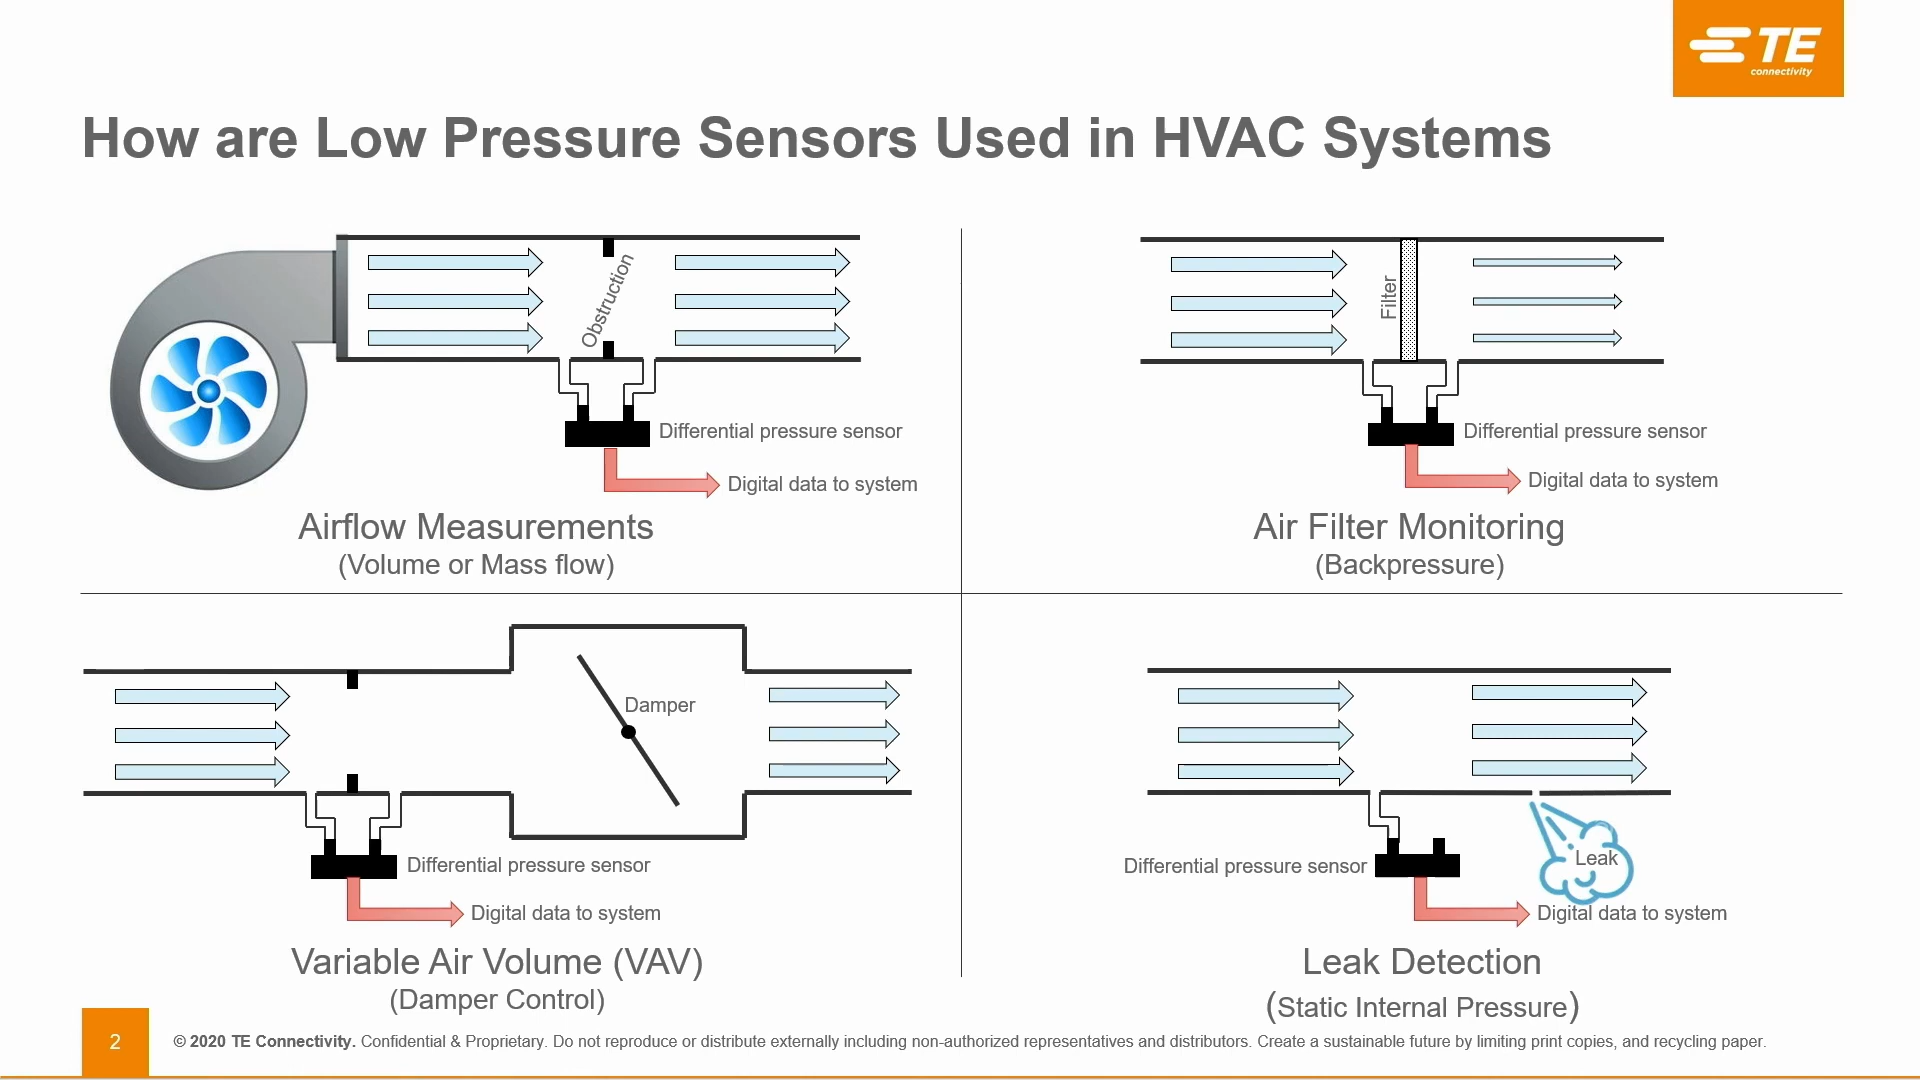 TE
connectivity
How are Low Pressure Sensors Used in HVAC Systems
Obstruction
Differential pressure sensor
Digital data to system
Airflow Measurements
(Volume or Mass flow)
Filter
Differential pressure sensor
Digital data to system
Air Filter Monitoring
(Backpressure)
Damper
Differential pressure sensor
Digital data to system
Variable Air Volume (VAV)
(Damper Control)
Leak
Differential pressure sensor
Digital data to system
Leak Detection
(Static Internal Pressure)
2
© 2020 TE Connectivity. Confidential & Proprietary. Do not reproduce or distribute externally including non-authorized representatives and distributors. Create a sustainable future by limiting print copies, and recycling paper.